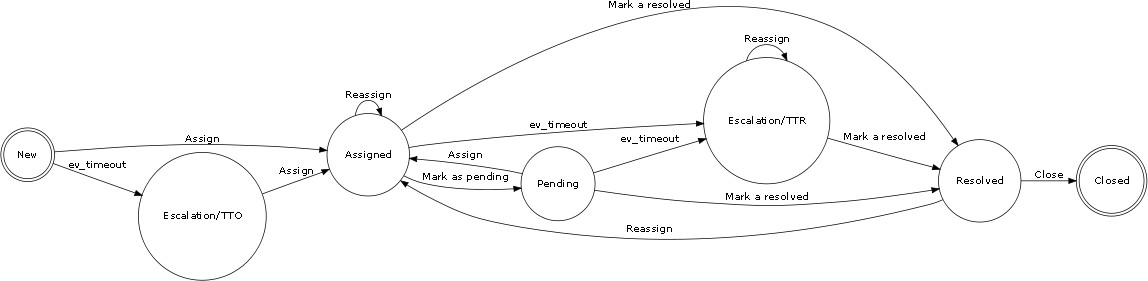 Mark a resolved
Reassign
Reassign
ev_timeout
Escalation/TTR
Assign
ev_timeout
Mark a resolved
New
Assigned
Assign
ev_timeout
Assign
Mark as pending
Pending
Resolved
Close
Closed
Mark a resolved
Escalation/TTO
Reassign